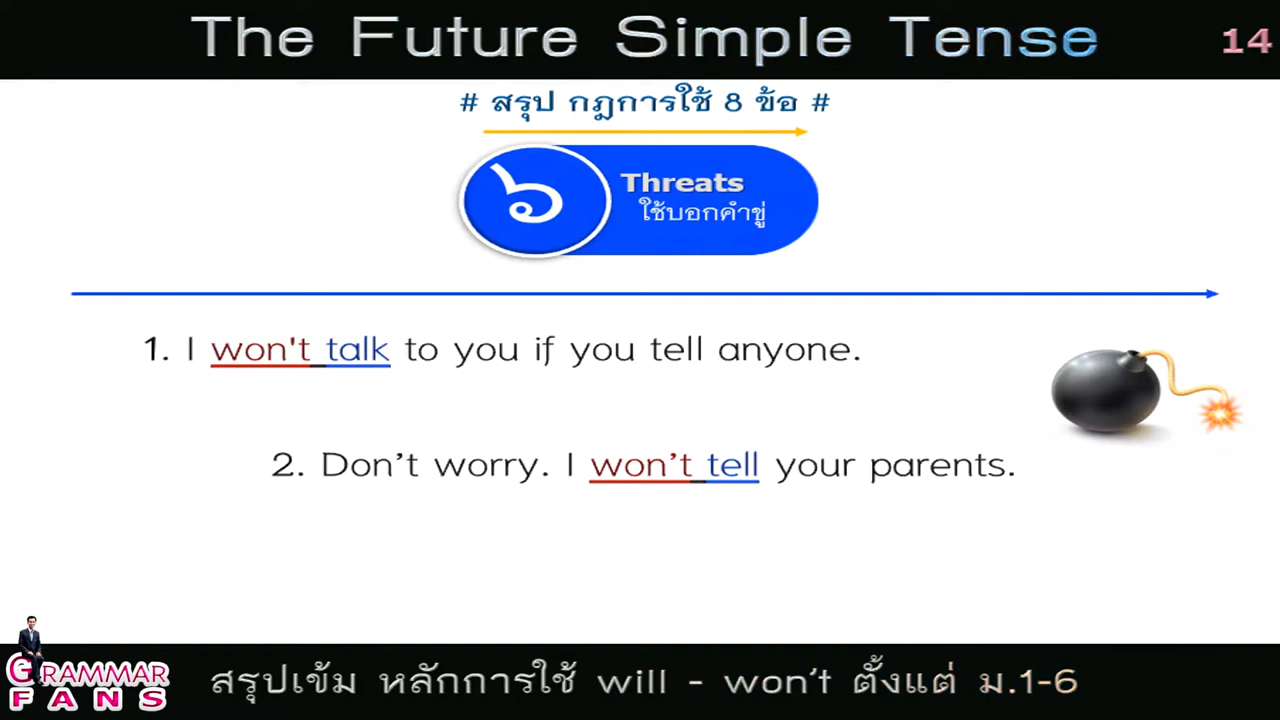 The Future Simple Tense
14
# สรุป กฎการใช้ 8 ข้อ #
๖
Threats
ใช้บอกคำขู่
1. I won't talk to you if you tell anyone.
2. Don’t worry. I won’t tell your parents.
GRAMMAR
FANS
สรุปเข้ม หลักการใช้ will - won’t ตั้งแต่ ม.1-6